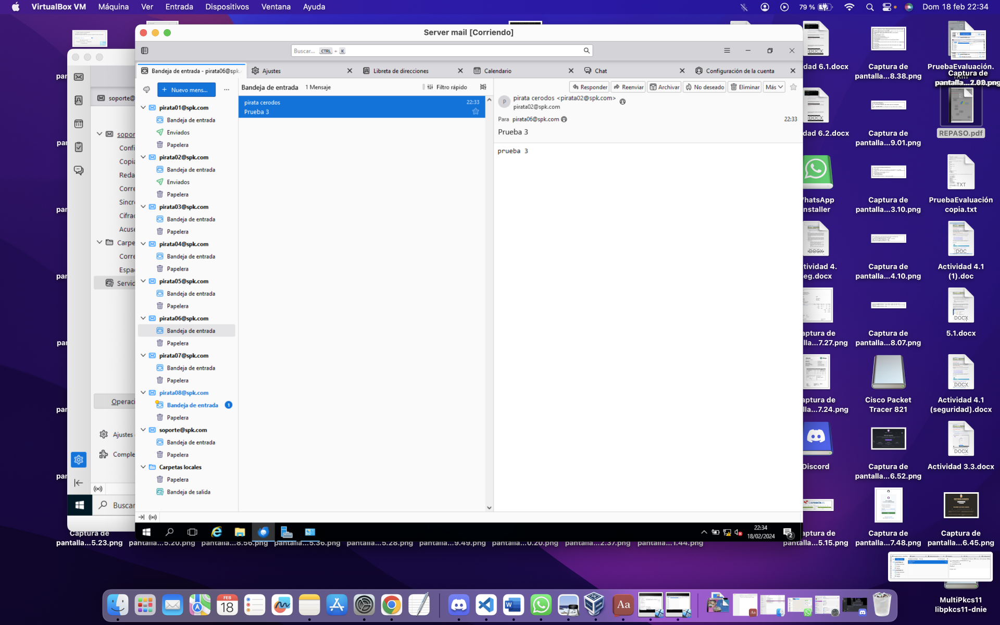 VirtualBox VM Máquina Ver Entrada Dispositivos Ventana Ayuda
79 % Dom 18 feb 22:34
Server mail [Corriendo]
Buscar... CTRL + K
Bandeja de entrada - pirata06@spk.
Ajustes
Libreta de direcciones
Calendario
Chat
Configuración de la cuenta
Nuevo mens...
Bandeja de entrada 1 Mensaje
Filtro rápido
Responder
Reenviar
Archivar
No deseado
Eliminar
Más
pirata cerodos 22:33
Prueba 3
P
pirata cerodos <pirata02@spk.com>
pirata02@spk.com
Para pirata06@spk.com
22:33
Prueba 3
prueba 3
pirata01@spk.com
Bandeja de entrada
Enviados
Papelera
pirata02@spk.com
Bandeja de entrada
Enviados
Papelera
pirata03@spk.com
Bandeja de entrada
Papelera
pirata04@spk.com
Bandeja de entrada
Papelera
pirata05@spk.com
Bandeja de entrada
Papelera
pirata06@spk.com
Bandeja de entrada
Papelera
pirata07@spk.com
Bandeja de entrada
Papelera
pirata08@spk.com
Bandeja de entrada 1
Papelera
soporte@spk.com
Bandeja de entrada
Papelera
Carpetas locales
Papelera
Bandeja de salida
22:34
18/02/2024
2
soporte@
sopor
Confi
Copia
Reda
Corre
Sincro
Cifrac
Acuse
Carpe
Corre
Espac
Servic
Operaci
Ajustes
Comple
Buscar
par
par
par
par
par
par
par
dad 6.1.docx
Captura de
pantalla...8.38.png
PruebaEvaluación.
Captura de
dad 6.2.docx
Captura de
pantalla...9.01.png
REPASO.pdf
hatsApp
nstaller
Captura de
pantalla...3.10.png
TXT
PruebaEvaluación
copia.txt
DOCX
tividad 4.
eg.docx
Captura de
pantalla...4.10.png
DOC
Actividad 4.1
(1).doc
aptura de
lla...7.27.png
Captura de
pantalla...8.07.png
DOCX
5.1.docx
aptura de
lla...7.24.png
Cisco Packet
Tracer 821
DOCX
Actividad 4.1
(seguridad).docx
Discord
Captura de
pantalla...6.52.png
DOCX
Actividad 3.3.docx
Captura de
pantalla...5.23.png
pantalla...5.20.png
pantalla...8.56.png
pantalla...5.36.png
pantalla...5.28.png
pantalla...9.49.png
pantalla...0.20.png
pantalla...2.37.png
pantalla...1.44.png
aptura de
pantalla...5.15.png
Captura de
pantalla...7.48.png
Captura de
pantalla...6.45.png
MultiPkcs11
libpkcs11-dnie
FEB
18
Aa